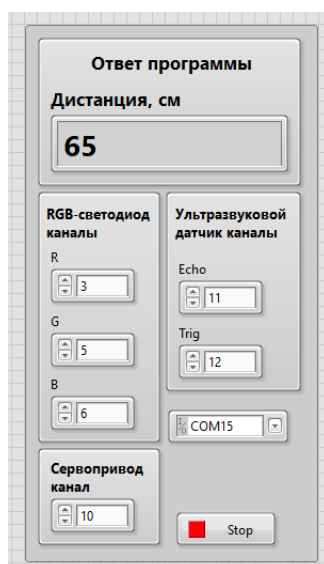 Ответ программы
Дистанция, см
65
RGB-светодиод
каналы
R
3
G
5
B
6
Ультразвуковой
датчик каналы
Echo
11
Trig
12
COM15
Сервопривод
канал
10
Stop